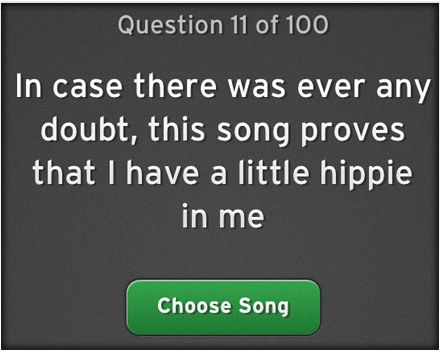 Question 11 of 100
In case there was ever any
doubt, this song proves
that I have a little hippie
in me
Choose Song